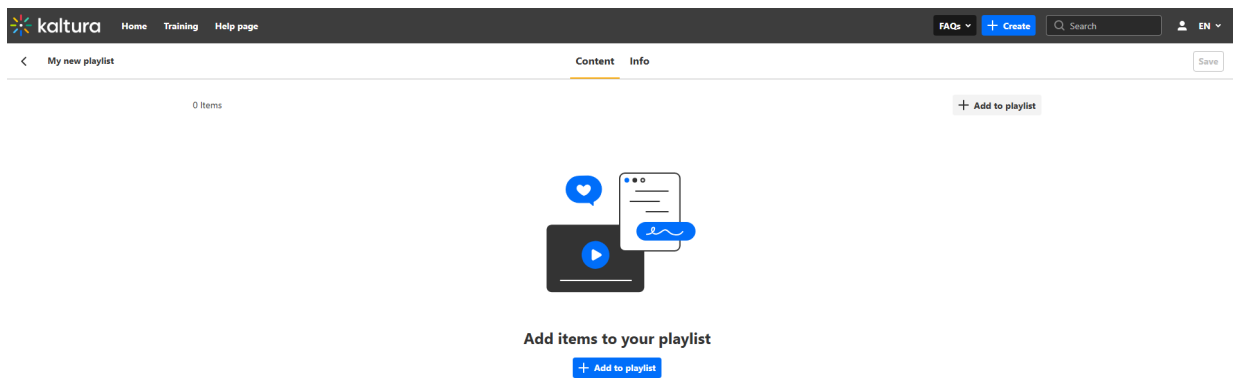 kaltura Home Training Help page FAQs + Create Search EN
My new playlist Content Info Save
0 Items + Add to playlist
Add items to your playlist
+ Add to playlist